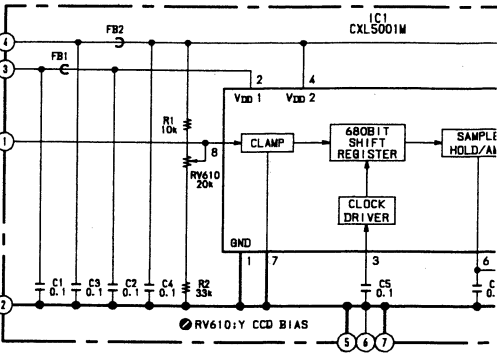 IC1
CXL5001M
FB2
4
FB1
3
2
4
VDD 1
VDD 2
R1
10k
680BIT
SHIFT
REGISTER
SAMPLE
HOLD/AM
1
8
CLAMP
RV610
20k
CLOCK
DRIVER
GND
1
7
3
6
C1
0.1
C3
0.1
C2
0.1
C4
0.1
R2
33k
C5
0.1
C
0.
2
RV610:Y CCD BIAS
5
6
7